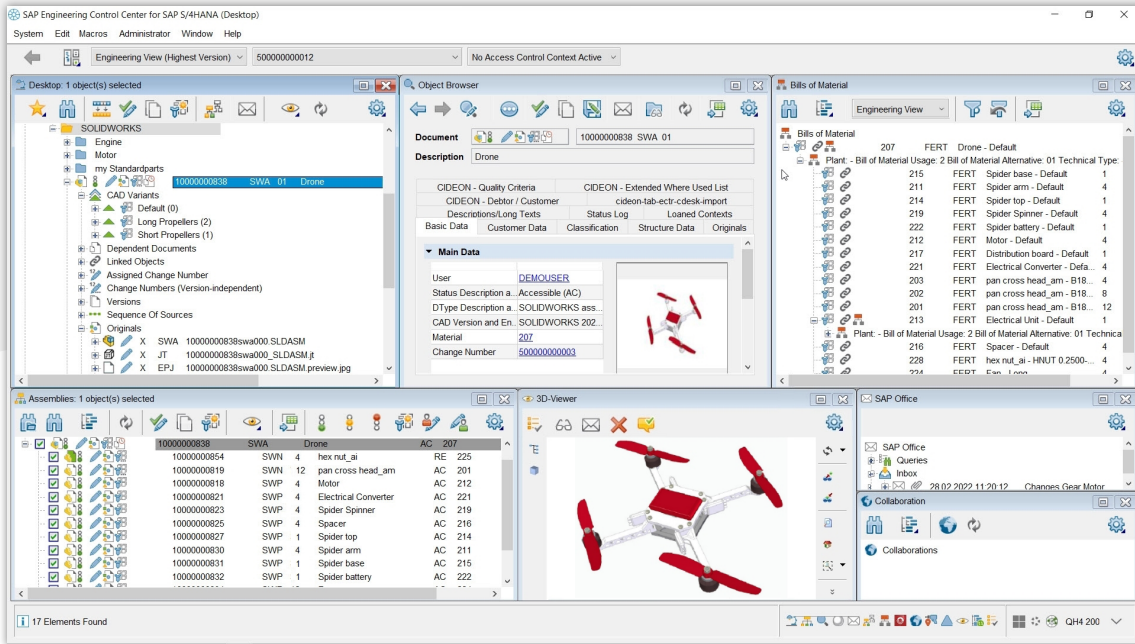 SAP Engineering Control Center for SAP S/4HANA (Desktop)
System Edit Macros Administrator Window Help
Engineering View (Highest Version) 500000000012 No Access Control Context Active
Desktop: 1 object(s) selected
SOLIDWORKS
Engine
Motor
my Standardparts
10000000838 SWA 01 Drone
CAD Variants
Default (0)
Long Propellers (2)
Short Propellers (1)
Dependent Documents
Linked Objects
Assigned Change Number
Change Numbers (Version-independent)
Versions
Sequence Of Sources
Originals
X SWA 10000000838swa000.SLDASM
X JT 10000000838swa000.SLDASM.jt
X EPJ 10000000838swa000.SLDASM.preview.jpg
Object Browser
Document 10000000838 SWA 01
Description Drone
CIDEON - Quality Criteria CIDEON - Extended Where Used List
CIDEON - Debtor / Customer cideon-tab-ectr-cdesk-import
Descriptions/Long Texts Status Log Loaned Contexts
Basic Data Customer Data Classification Structure Data Originals
Main Data
User DEMOUSER
Status Description a... Accessible (AC)
DType Description a... SOLIDWORKS ass...
CAD Version and En... SOLIDWORKS 202...
Material 207
Change Number 500000000003
Bills of Material
Engineering View
Bills of Material
207 FERT Drone - Default
Plant: - Bill of Material Usage: 2 Bill of Material Alternative: 01 Technical Type:
215 FERT Spider base - Default 1
211 FERT Spider arm - Default 4
214 FERT Spider top - Default 1
219 FERT Spider Spinner - Default 4
222 FERT Spider battery - Default 1
212 FERT Motor - Default 4
217 FERT Distribution board - Default 1
221 FERT Electrical Converter - Defa... 4
203 FERT pan cross head_am - B18... 4
202 FERT pan cross head_am - B18... 8
201 FERT pan cross head_am - B18... 12
213 FERT Electrical Unit - Default 1
Plant: - Bill of Material Usage: 2 Bill of Material Alternative: 01 Technica
216 FERT Spacer - Default 4
228 FERT hex nut_ai - HNUT 0.2500-... 4
224 FERT Fan Long 4
Assemblies: 1 object(s) selected
10000000838 SWA Drone AC 207
10000000854 SWN 4 hex nut_ai RE 225
10000000819 SWN 12 pan cross head_am AC 201
10000000818 SWP 4 Motor AC 212
10000000821 SWP 4 Electrical Converter AC 221
10000000823 SWP 4 Spider Spinner AC 219
10000000825 SWP 4 Spacer AC 216
10000000827 SWP 1 Spider top AC 214
10000000830 SWP 4 Spider arm AC 211
10000000831 SWP 1 Spider base AC 215
10000000832 SWP 1 Spider battery AC 222
3D-Viewer
SAP Office
SAP Office
Queries
Inbox
28.02.2022 11:20:12 Changes Gear Motor
Collaboration
Collaborations
17 Elements Found
QH4 200